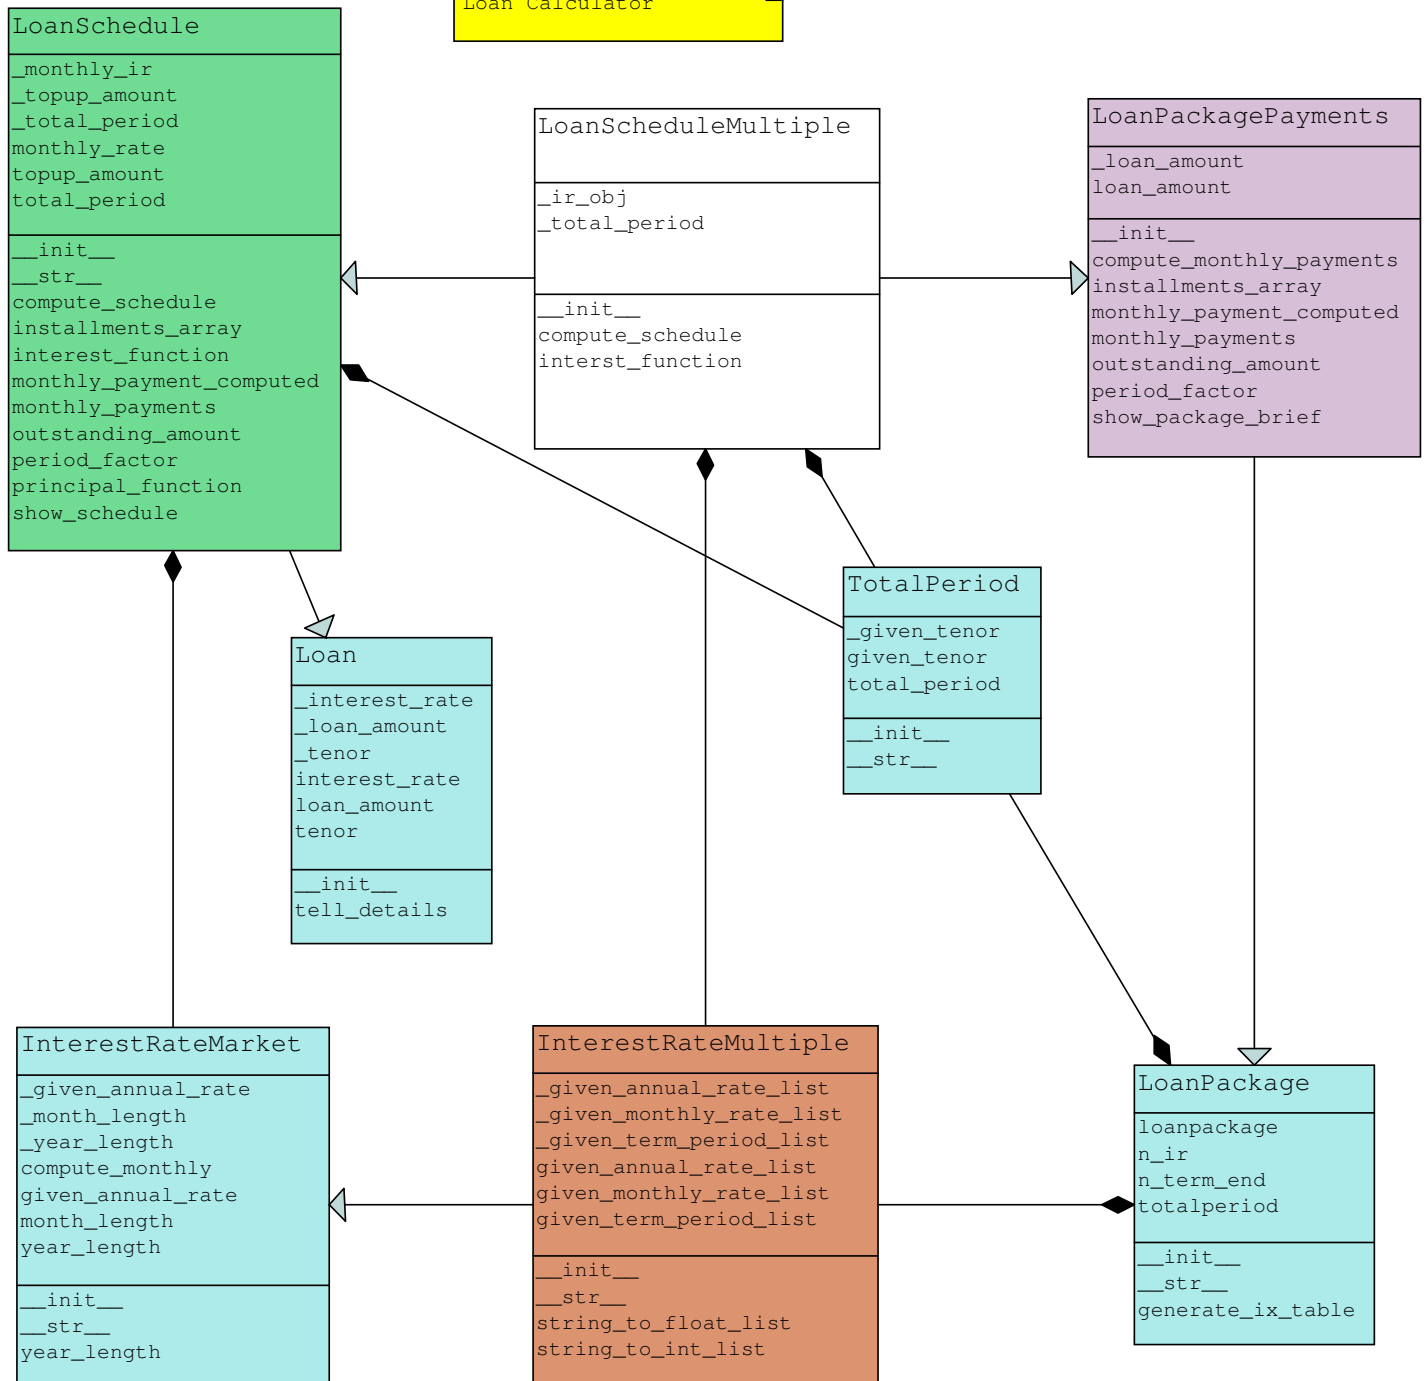 Loan Calculator
LoanSchedule
_monthly_ir
_topup_amount
_total_period
monthly_rate
topup_amount
total_period
__init__
__str__
compute_schedule
installments_array
interest_function
monthly_payment_computed
monthly_payments
outstanding_amount
period_factor
principal_function
show_schedule
LoanScheduleMultiple
_ir_obj
_total_period
__init__
compute_schedule
interst_function
LoanPackagePayments
_loan_amount
loan_amount
__init__
compute_monthly_payments
installments_array
monthly_payment_computed
monthly_payments
outstanding_amount
period_factor
show_package_brief
TotalPeriod
_given_tenor
given_tenor
total_period
__init__
__str__
Loan
_interest_rate
_loan_amount
_tenor
interest_rate
loan_amount
tenor
__init__
tell_details
InterestRateMarket
_given_annual_rate
_month_length
_year_length
compute_monthly
given_annual_rate
month_length
year_length
__init__
__str__
year_length
InterestRateMultiple
_given_annual_rate_list
_given_monthly_rate_list
_given_term_period_list
given_annual_rate_list
given_monthly_rate_list
given_term_period_list
__init__
__str__
string_to_float_list
string_to_int_list
LoanPackage
loanpackage
n_ir
n_term_end
totalperiod
__init__
__str__
generate_ix_table